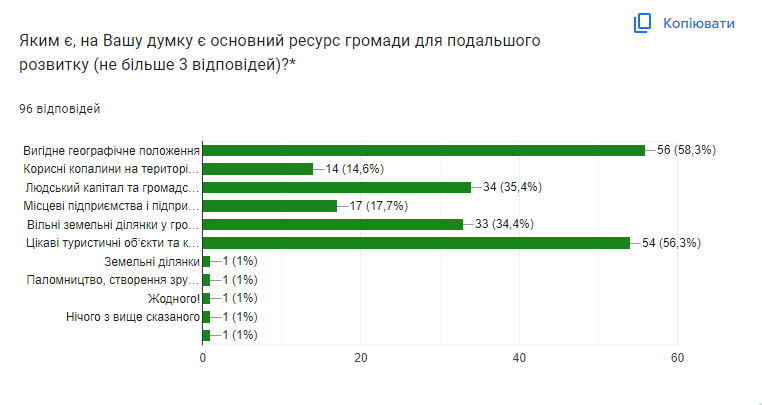 Копіювати
Яким є, на Вашу думку є основний ресурс громади для подальшого
розвитку (не більше 3 відповідей)?*
96 відповідей
Вигідне географічне положення 56 (58,3%)
Корисні копалини на територі… 14 (14,6%)
Людський капітал та громадс… 34 (35,4%)
Місцеві підприємства і підпри… 17 (17,7%)
Вільні земельні ділянки у гро… 33 (34,4%)
Цікаві туристичні об'єкти та к… 54 (56,3%)
Земельні ділянки 1 (1%)
Паломництво, створення зру… 1 (1%)
Жодного! 1 (1%)
Нічого з вище сказаного 1 (1%)
1 (1%)
0 20 40 60